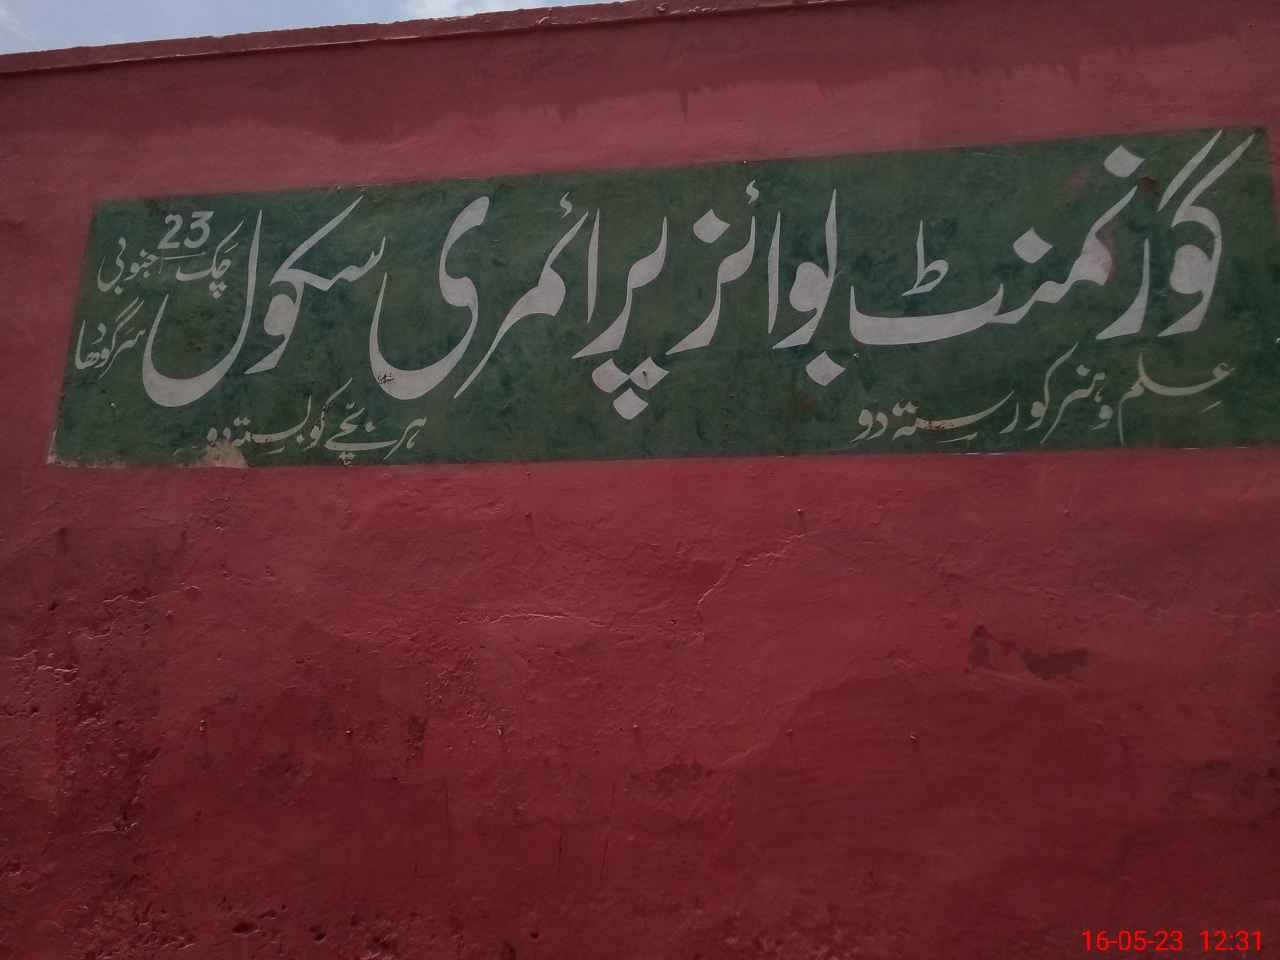 گورنمنٹ بوائز پرائمری سکول
چک 23 جنوبی
سرگودھا
علم و ہنر کو رستہ دو
ہر بچے کو بستہ دو
16-05-23 12:31